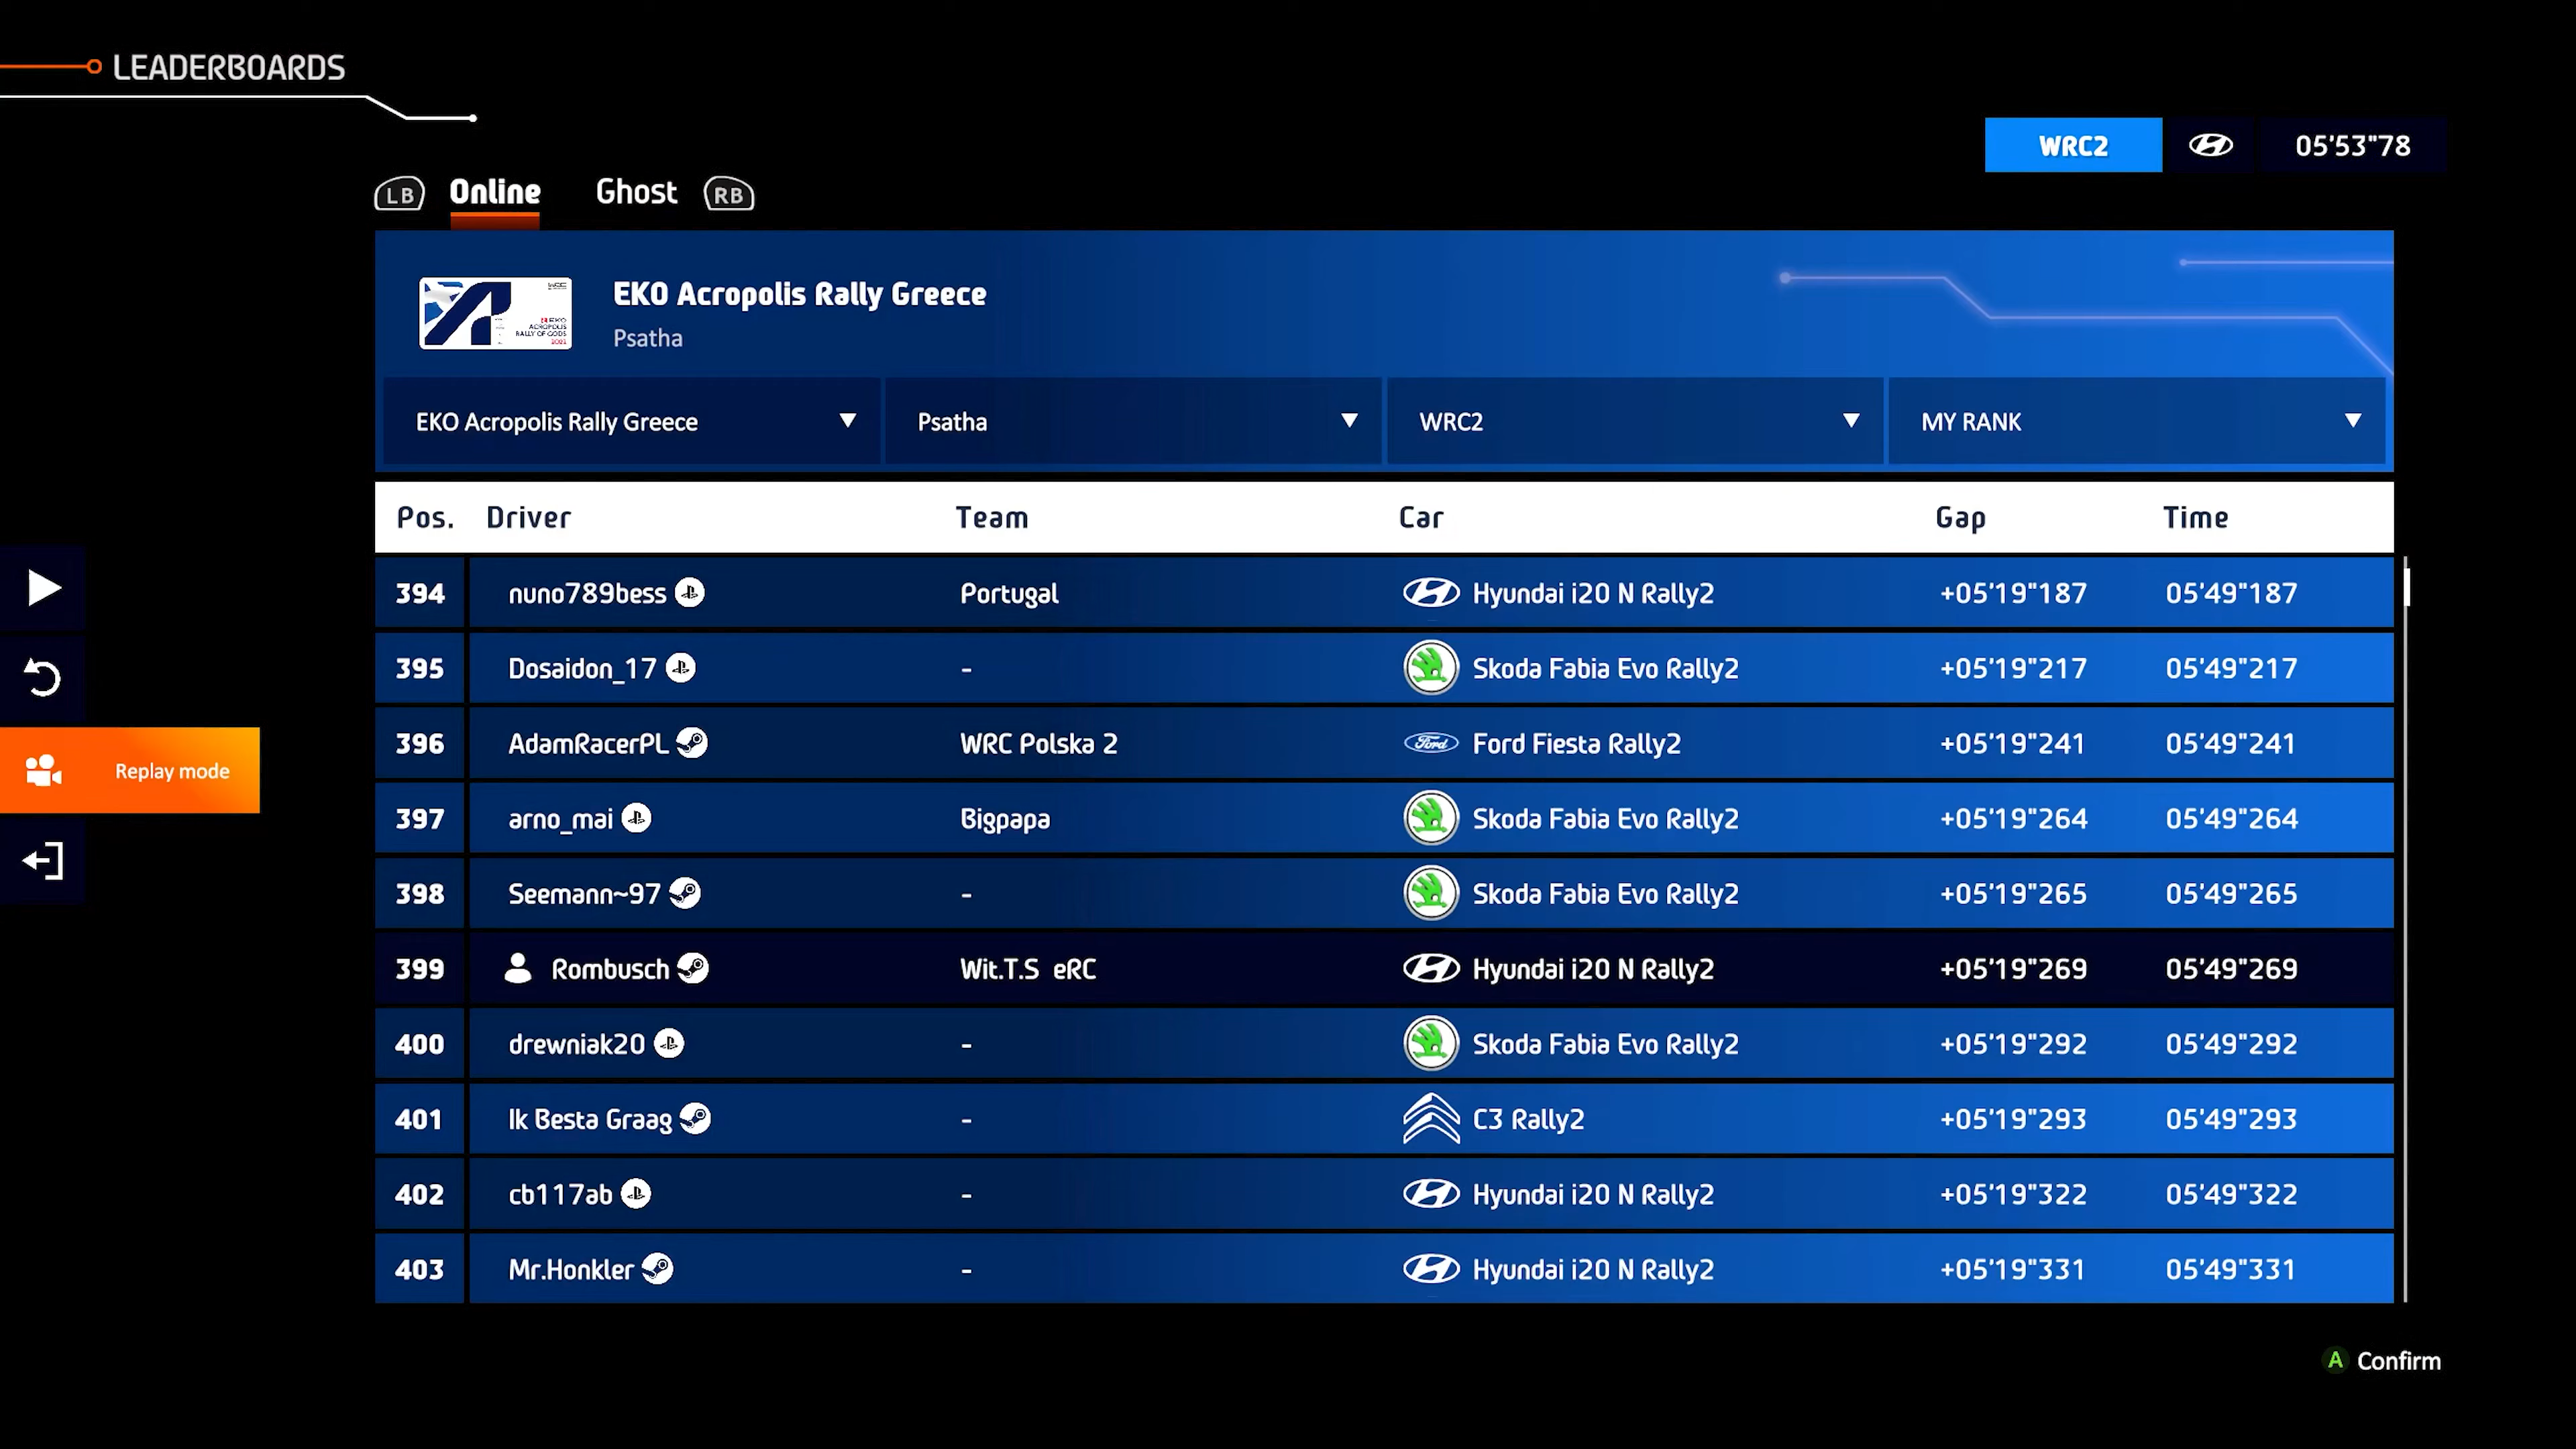 LEADERBOARDS
WRC2 05'53"78
LB Online Ghost RB
EKO Acropolis Rally Greece
Psatha
EKO
ACROPOLIS
RALLY OF GODS
EKO Acropolis Rally Greece Psatha WRC2 MY RANK
Pos. Driver Team Car Gap Time
394 nuno789bess Portugal Hyundai i20 N Rally2 +05'19"187 05'49"187
395 Dosaidon_17 - Skoda Fabia Evo Rally2 +05'19"217 05'49"217
396 AdamRacerPL WRC Polska 2 Ford Ford Fiesta Rally2 +05'19"241 05'49"241
397 arno_mai Bigpapa Skoda Fabia Evo Rally2 +05'19"264 05'49"264
398 Seemann~97 - Skoda Fabia Evo Rally2 +05'19"265 05'49"265
399 Rombusch Wit.T.S eRC Hyundai i20 N Rally2 +05'19"269 05'49"269
400 drewniak20 - Skoda Fabia Evo Rally2 +05'19"292 05'49"292
401 Ik Besta Graag - C3 Rally2 +05'19"293 05'49"293
402 cb117ab - Hyundai i20 N Rally2 +05'19"322 05'49"322
403 Mr.Honkler - Hyundai i20 N Rally2 +05'19"331 05'49"331
Replay mode
A Confirm